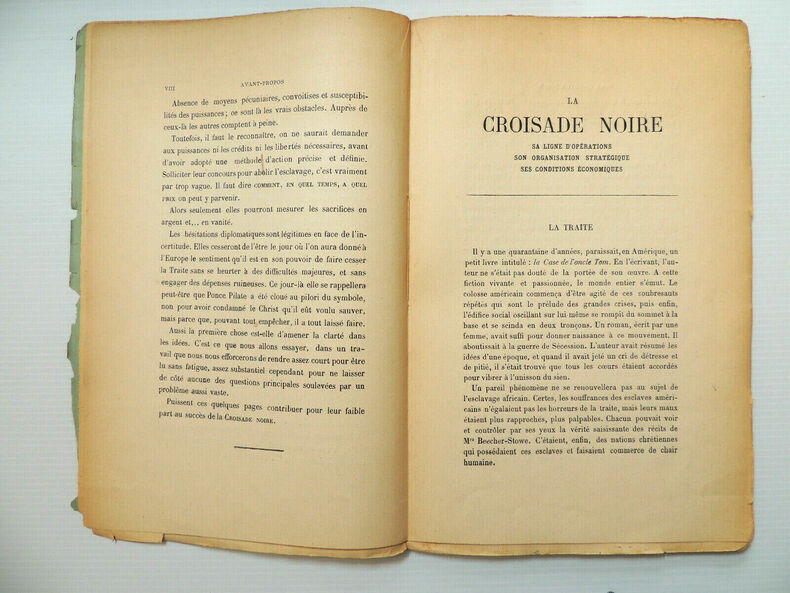 VIII
AVANT-PROPOS
Absence de moyens pécuniaires, convoitises et susceptibi-
lités des puissances ; ce sont là les vrais obstacles. Auprès de
ceux-là les autres comptent à peine.
Toutefois, il faut le reconnaître, on ne saurait demander
aux puissances ni les crédits ni les libertés nécessaires, avant
d'avoir adopté une méthode d'action précise et définie.
Solliciter leur concours pour abolir l'esclavage, c'est vraiment
par trop vague. Il faut dire COMMENT, EN QUEL TEMPS, A QUEL
PRIX on peut y parvenir.
Alors seulement elles pourront mesurer les sacrifices en
argent et,.. en vanité.
Les hésitations diplomatiques sont légitimes en face de l'in-
certitude. Elles cesseront de l'être le jour où l'on aura donné à
l'Europe le sentiment qu'il est en son pouvoir de faire cesser
la Traite sans se heurter à des difficultés majeures, et sans
engager des dépenses ruineuses. Ce jour-là elle se rappellera
peut-être que Ponce Pilate a été cloué au pilori du symbole,
non pour avoir condamné le Christ qu'il eût voulu sauver,
mais parce que, pouvant tout empêcher, il a tout laissé faire.
Aussi la première chose est-elle d'amener la clarté dans
les idées. C'est ce que nous allons essayer, dans un tra-
vail que nous nous efforcerons de rendre assez court pour être
lu sans fatigue, assez substantiel cependant pour ne laisser
de côté aucune des questions principales soulevées par un
problème aussi vaste.
Puissent ces quelques pages contribuer pour leur faible
part au succès de la CROISADE NOIRE.
LA
CROISADE NOIRE
SA LIGNE D'OPÉRATIONS
SON ORGANISATION STRATÉGIQUE
SES CONDITIONS ÉCONOMIQUES
LA TRAITE
Il y a une quarantaine d'années, paraissait, en Amérique, un
petit livre intitulé : la Case de l'oncle Tom. En l'écrivant, l'au-
teur ne s'était pas douté de la portée de son œuvre. A cette
fiction vivante et passionnée, le monde entier s'émut. Le
colosse américain commença d'être agité de ces soubresauts
répétés qui sont le prélude des grandes crises, puis enfin,
l'édifice social oscillant sur lui même se rompit du sommet à la
base et se scinda en deux tronçons. Un roman, écrit par une
femme, avait suffi pour donner naissance à ce mouvement. Il
aboutissait à la guerre de Sécession. L'auteur avait résumé les
idées d'une époque, et quand il avait jeté un cri de détresse et
de pitié, il s'était trouvé que tous les cœurs étaient accordés
pour vibrer à l'unisson du sien.
Un pareil phénomène ne se renouvellera pas au sujet de
l'esclavage africain. Certes, les souffrances des esclaves améri-
cains n'égalaient pas les horreurs de la traite, mais leurs maux
étaient plus rapprochés, plus palpables. Chacun pouvait voir
et contrôler par ses yeux la vérité saisissante des récits de
Mrs Beecher-Stowe. C'étaient, enfin, des nations chrétiennes
qui possédaient ces esclaves et faisaient commerce de chair
humaine.